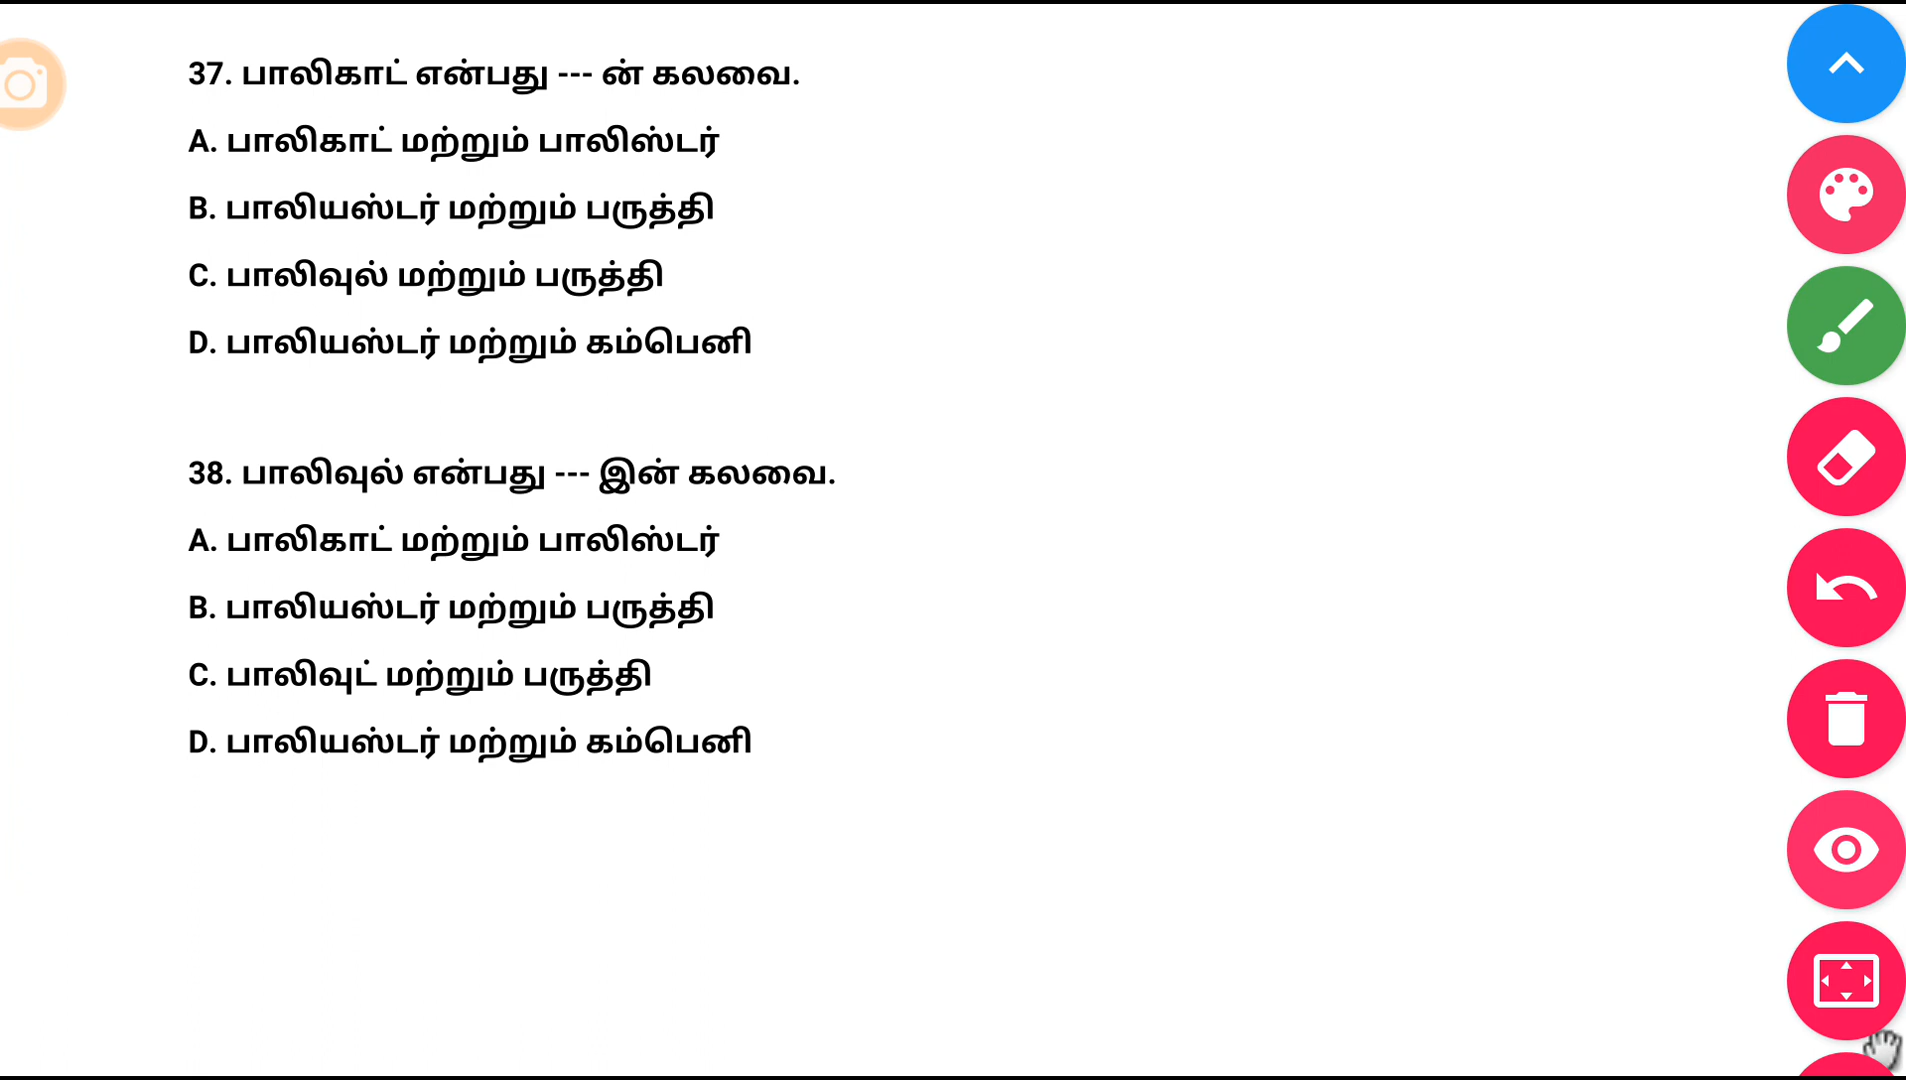 37. பாலிகாட் என்பது --- ன் கலவை.
A. பாலிகாட் மற்றும் பாலிஸ்டர்
B. பாலியஸ்டர் மற்றும் பருத்தி
C. பாலிவுல் மற்றும் பருத்தி
D. பாலியஸ்டர் மற்றும் கம்பெனி
38. பாலிவுல் என்பது --- இன் கலவை.
A. பாலிகாட் மற்றும் பாலிஸ்டர்
B. பாலியஸ்டர் மற்றும் பருத்தி
C. பாலிவுட் மற்றும் பருத்தி
D. பாலியஸ்டர் மற்றும் கம்பெனி